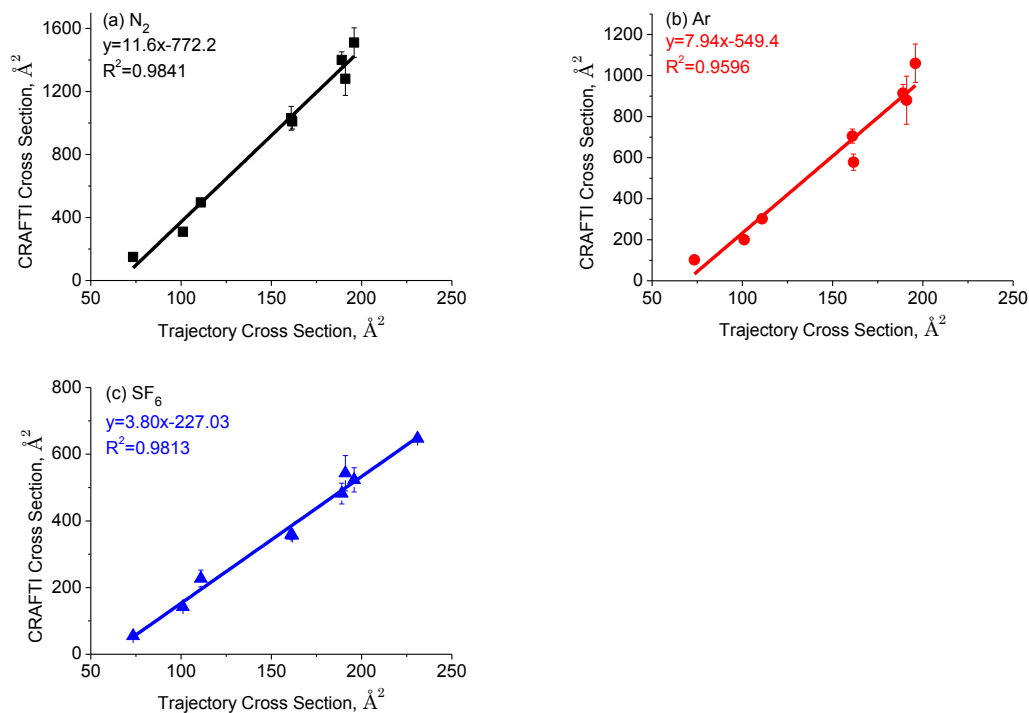 (a) N2
y=11.6x-772.2
R2=0.9841
CRAFTI Cross Section, Å2
1600
1200
800
400
0
50
100
150
200
250
Trajectory Cross Section, Å2
(b) Ar
y=7.94x-549.4
R2=0.9596
CRAFTI Cross Section, Å2
1200
1000
800
600
400
200
0
50
100
150
200
250
Trajectory Cross Section, Å2
(c) SF6
y=3.80x-227.03
R2=0.9813
CRAFTI Cross Section, Å2
800
600
400
200
0
50
100
150
200
250
Trajectory Cross Section, Å2